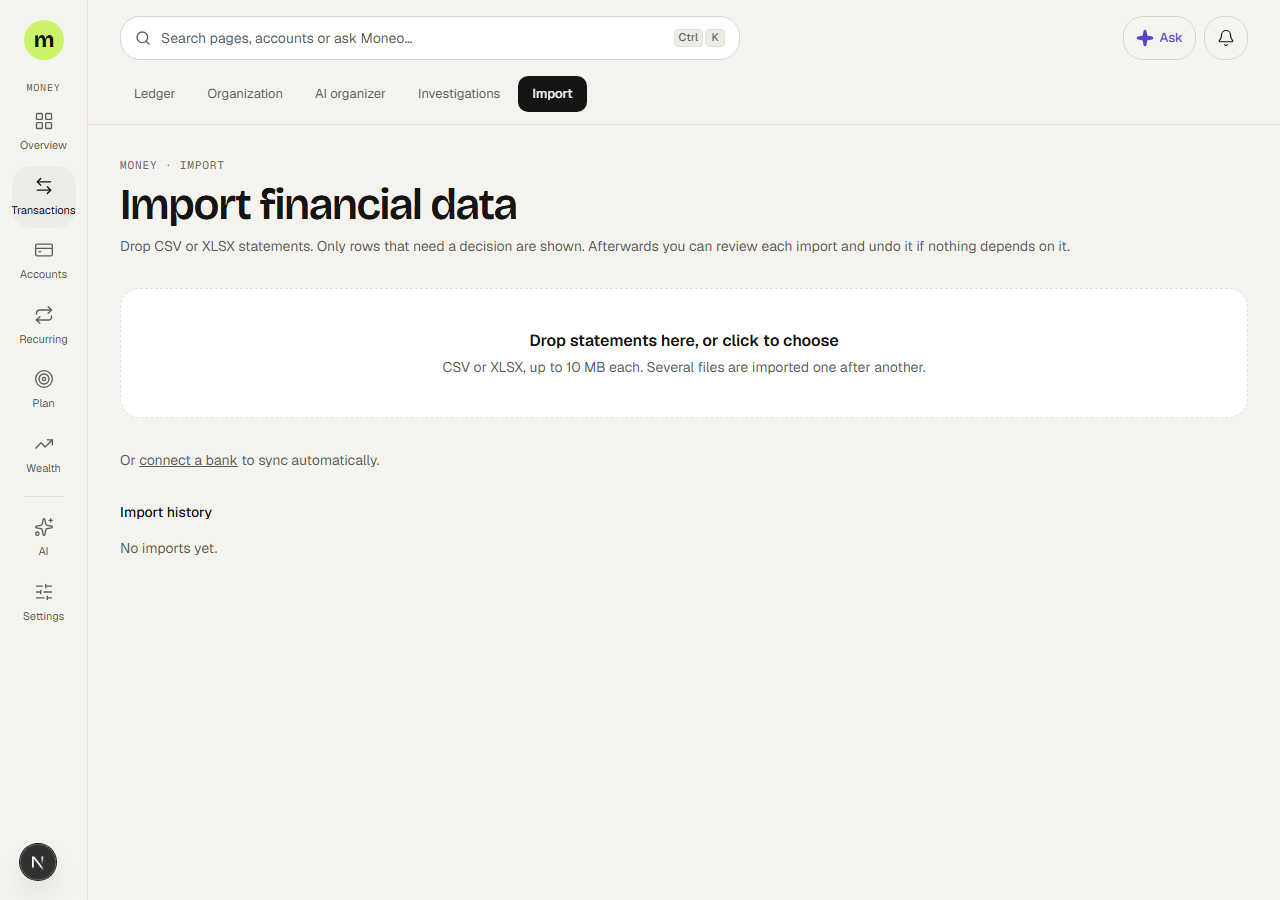 m
Search pages, accounts or ask Moneo...
Ctrl K
Ask
MONEY
Overview
Transactions
Accounts
Recurring
Plan
Wealth
AI
Settings
N
Ledger
Organization
AI organizer
Investigations
Import
MONEY · IMPORT
Import financial data
Drop CSV or XLSX statements. Only rows that need a decision are shown. Afterwards you can review each import and undo it if nothing depends on it.
Drop statements here, or click to choose
CSV or XLSX, up to 10 MB each. Several files are imported one after another.
Or connect a bank to sync automatically.
Import history
No imports yet.